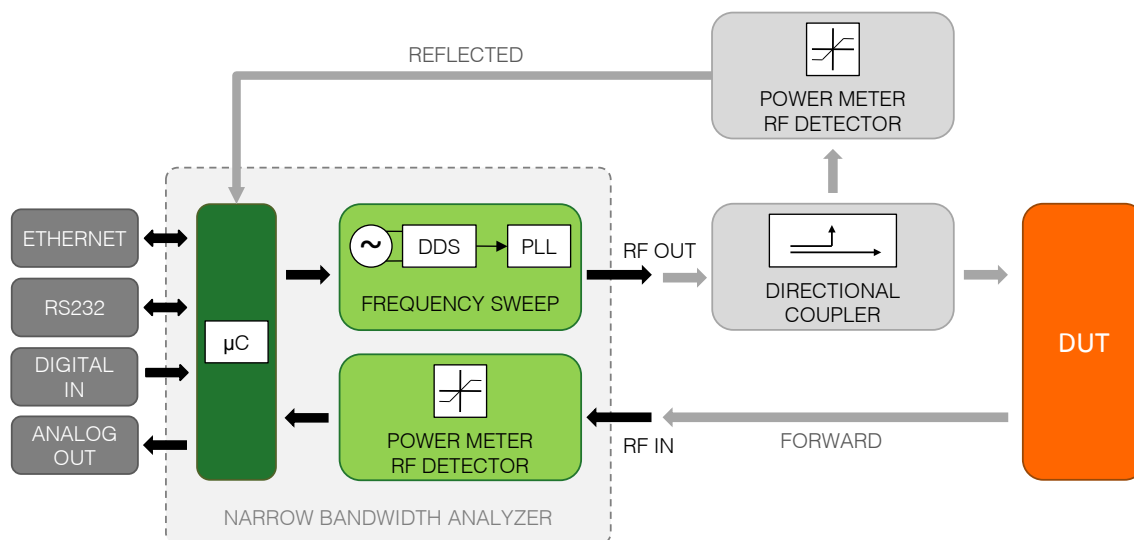 REFLECTED
POWER METER
RF DETECTOR
ETHERNET
RS232
DIGITAL
IN
ANALOG
OUT
µC
~
DDS
PLL
FREQUENCY SWEEP
RF OUT
DIRECTIONAL
COUPLER
DUT
POWER METER
RF DETECTOR
RF IN
FORWARD
NARROW BANDWIDTH ANALYZER